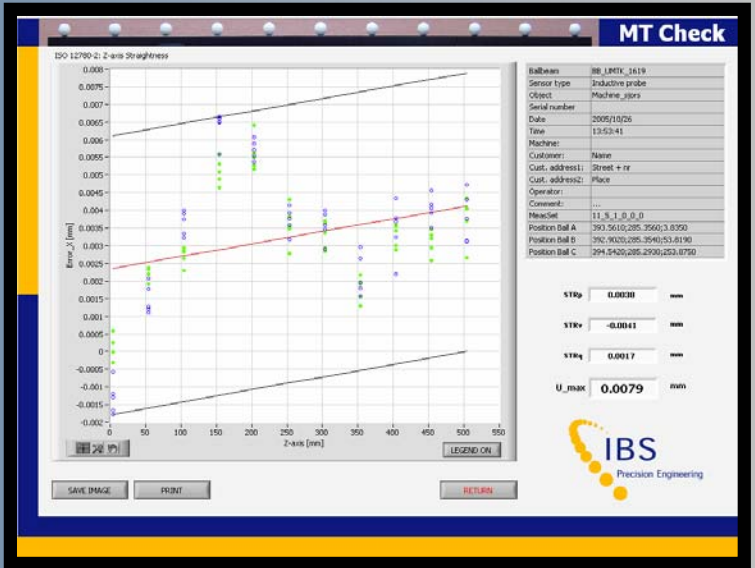 MT Check
ISO 12780-2: Z-axis Straightness
0.008
0.0075
0.007
0.0065
0.006
0.0055
0.005
0.0045
0.004
0.0035
0.003
0.0025
0.002
0.0015
0.001
0.0005
0
-0.0005
-0.001
-0.0015
-0.002
Error_X [mm]
0 50 100 150 200 250 300 350 400 450 500 550
Z-axis [mm]
LEGEND ON
SAVE IMAGE
PRINT
RETURN
Ballbeam BB_UMTK_1619
Sensor type Inductive probe
Object Machine_sjors
Serial number
Date 2005/10/26
Time 13:53:41
Machine:
Customer: Name
Cust. address1: Street + nr
Cust. address2: Place
Operator:
Comment: ...
MeasSet 11_5_1_0_0_0
Position Ball A 393.5610;285.3560;3.8350
Position Ball B 392.9020;285.3540;53.8190
Position Ball C 394.5420;285.2930;253.8750
STRp 0.0038 mm
STRv -0.0041 mm
STRq 0.0017 mm
U_max 0.0079 mm
IBS
Precision Engineering